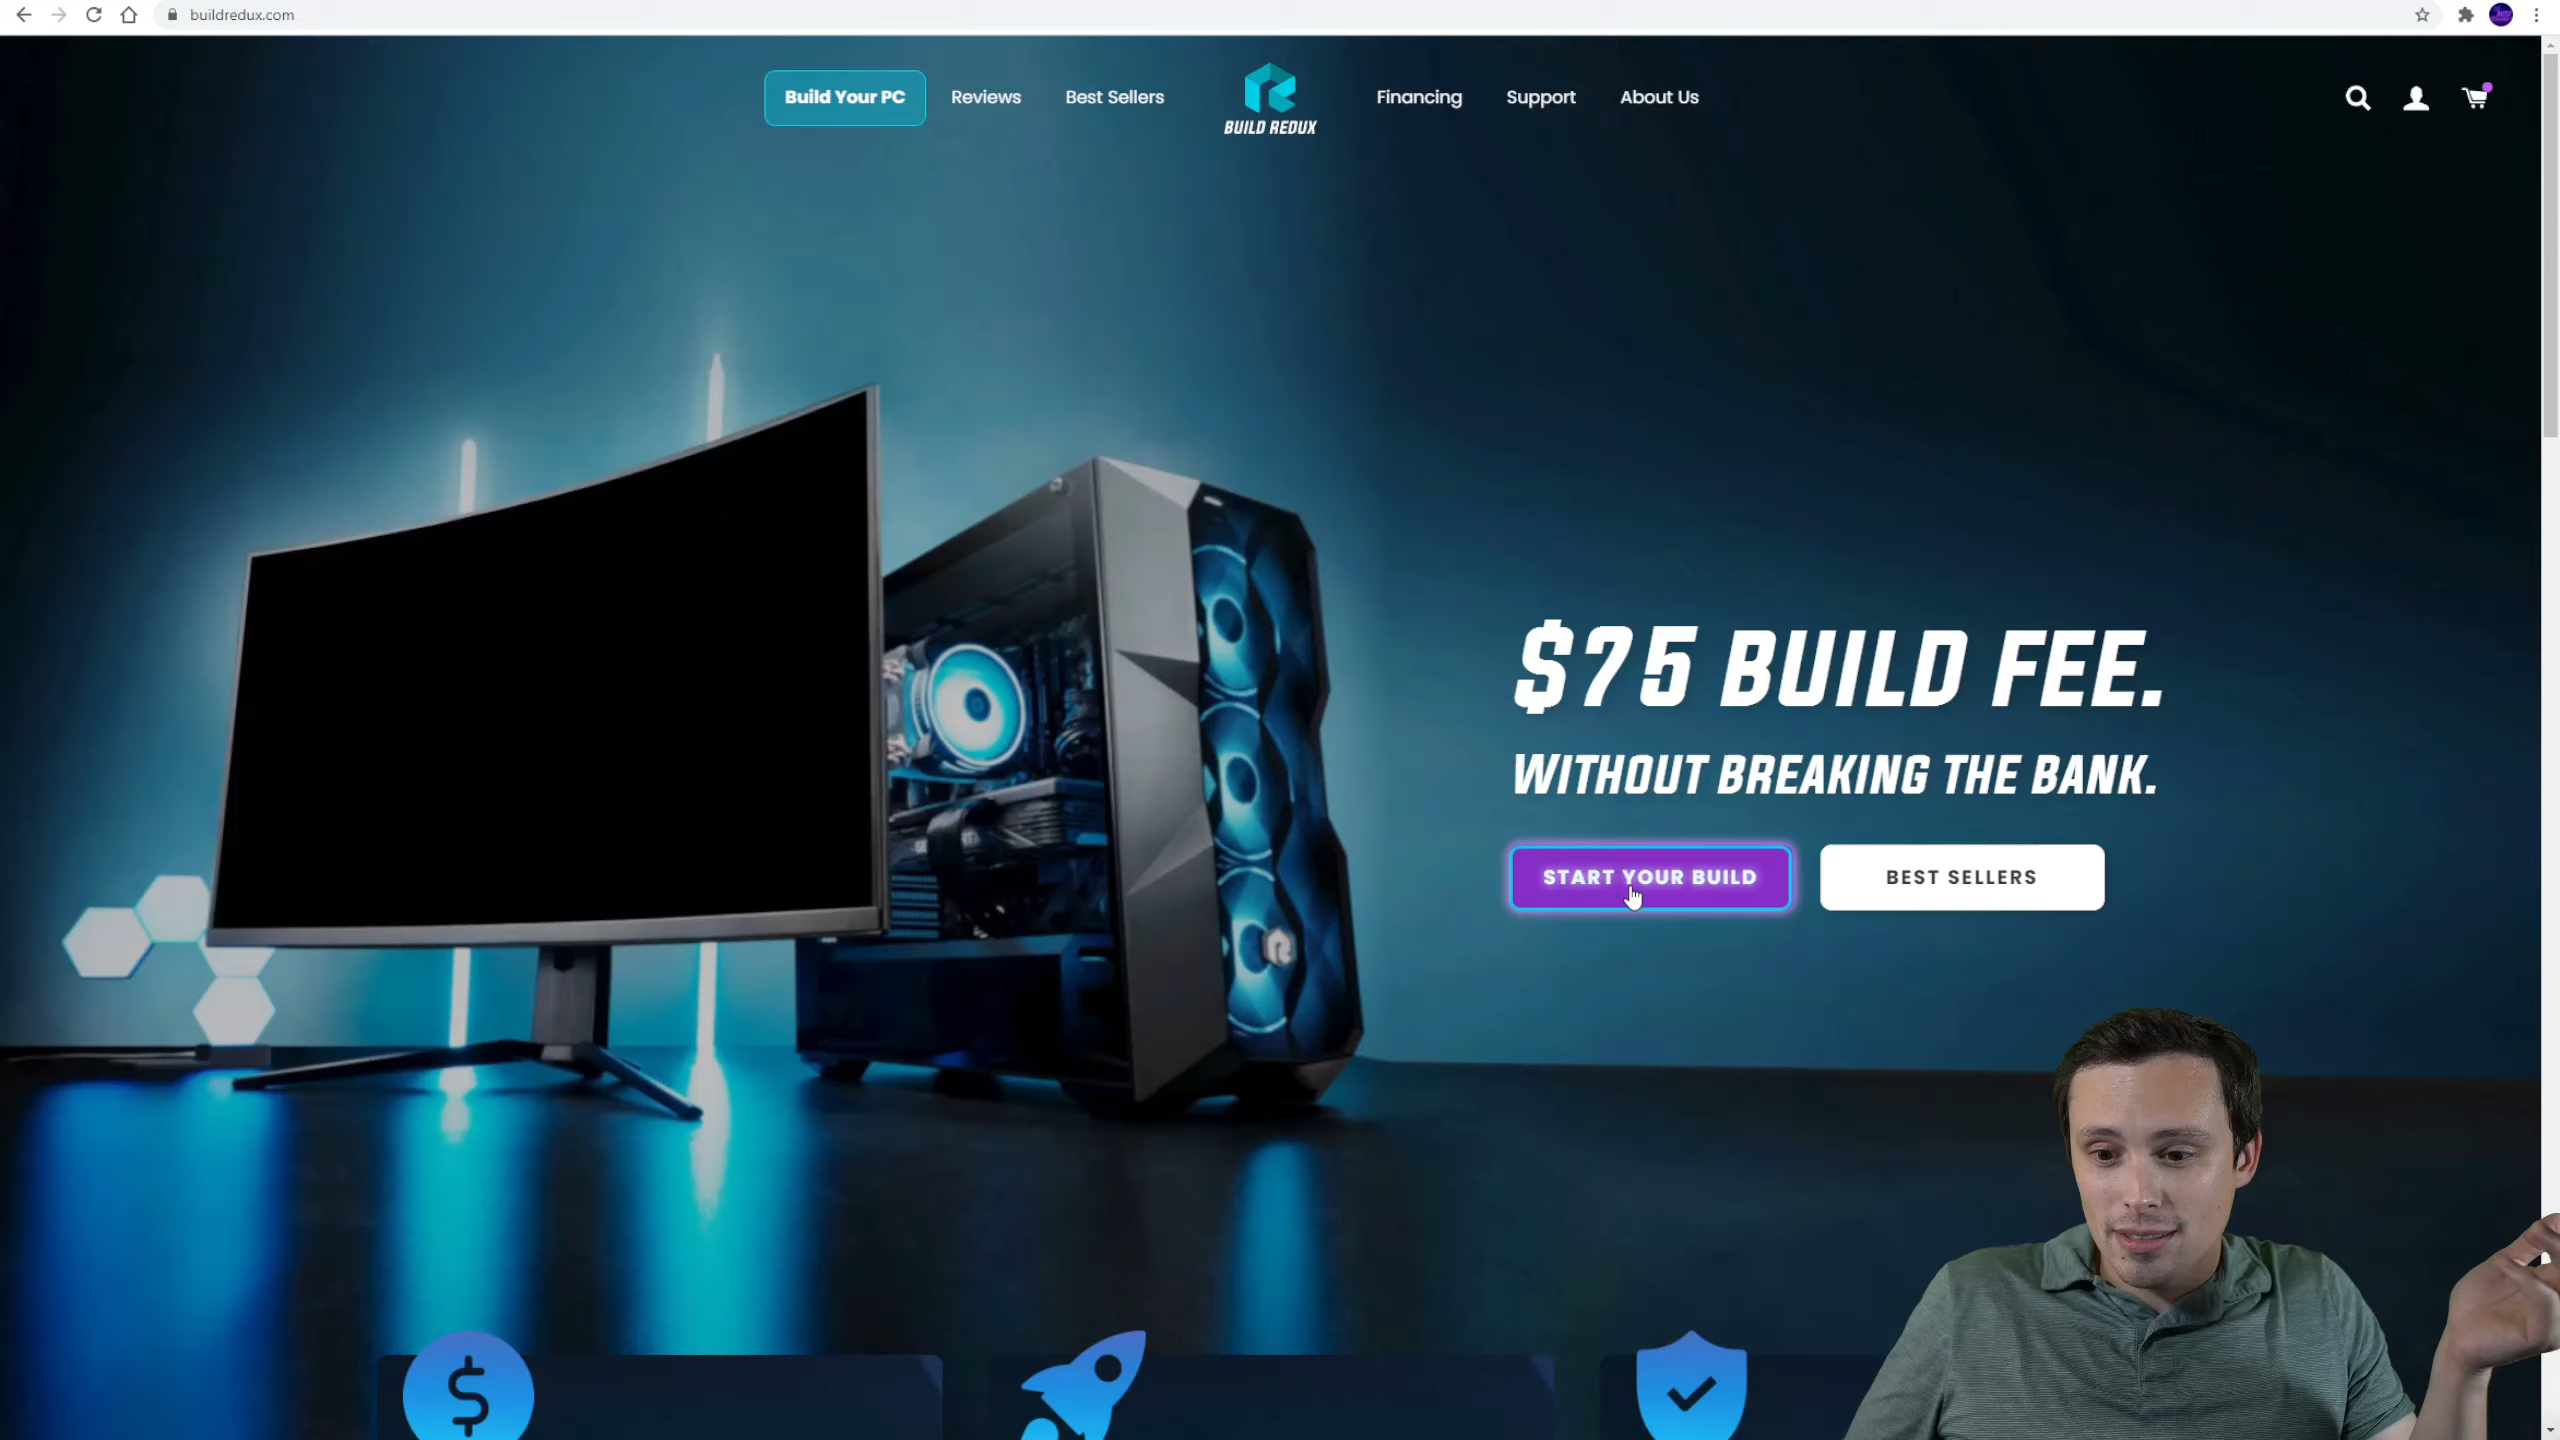 buildredux.com
Build Your PC
Reviews
Best Sellers
BUILD REDUX
Financing
Support
About Us
$75 BUILD FEE.
WITHOUT BREAKING THE BANK.
START YOUR BUILD
BEST SELLERS